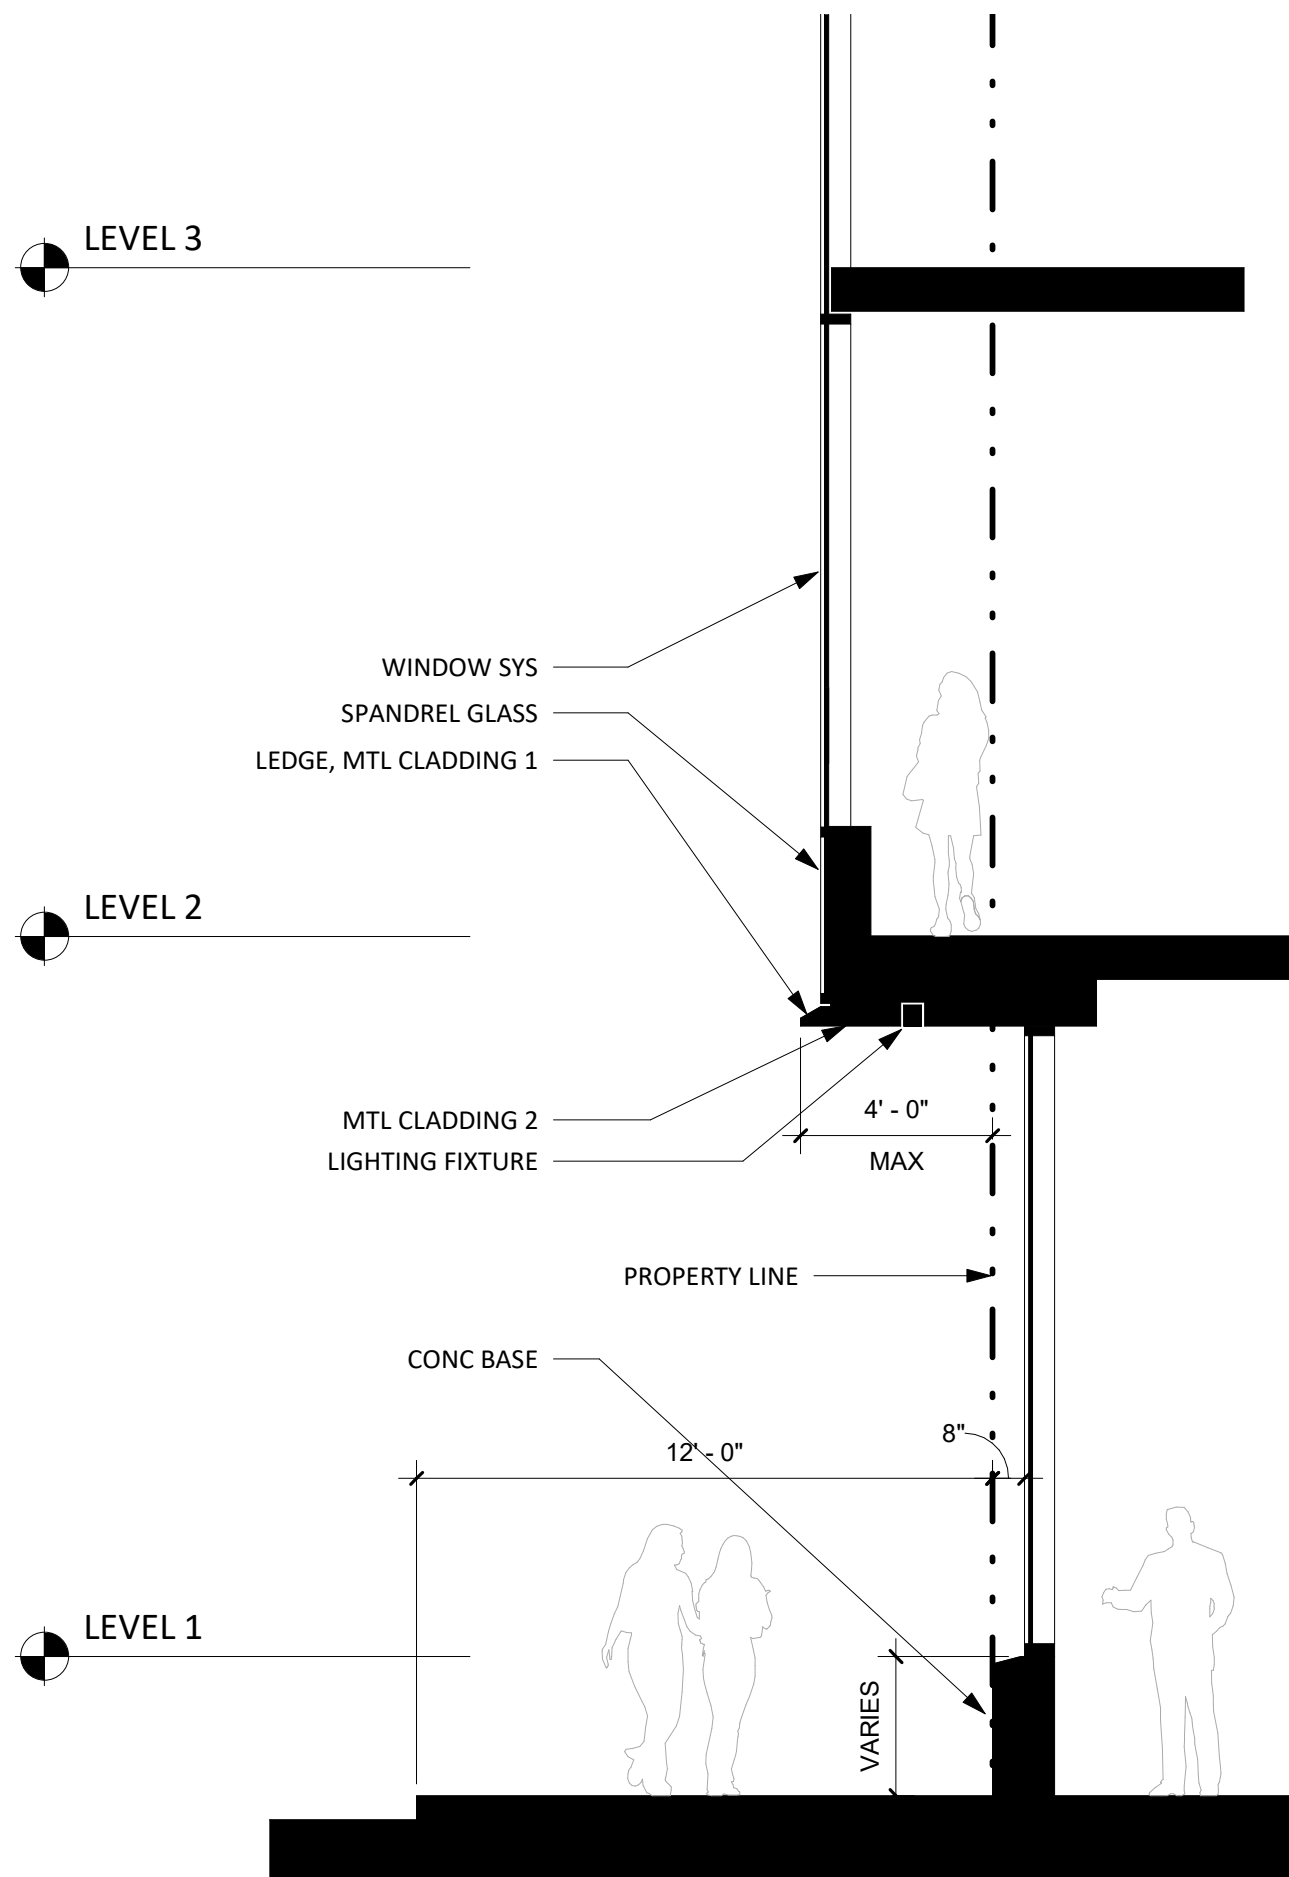 LEVEL 3
WINDOW SYS
SPANDREL GLASS
LEDGE, MTL CLADDING 1
LEVEL 2
MTL CLADDING 2
LIGHTING FIXTURE
4' - 0"
MAX
PROPERTY LINE
CONC BASE
8"
12' - 0"
LEVEL 1
VARIES